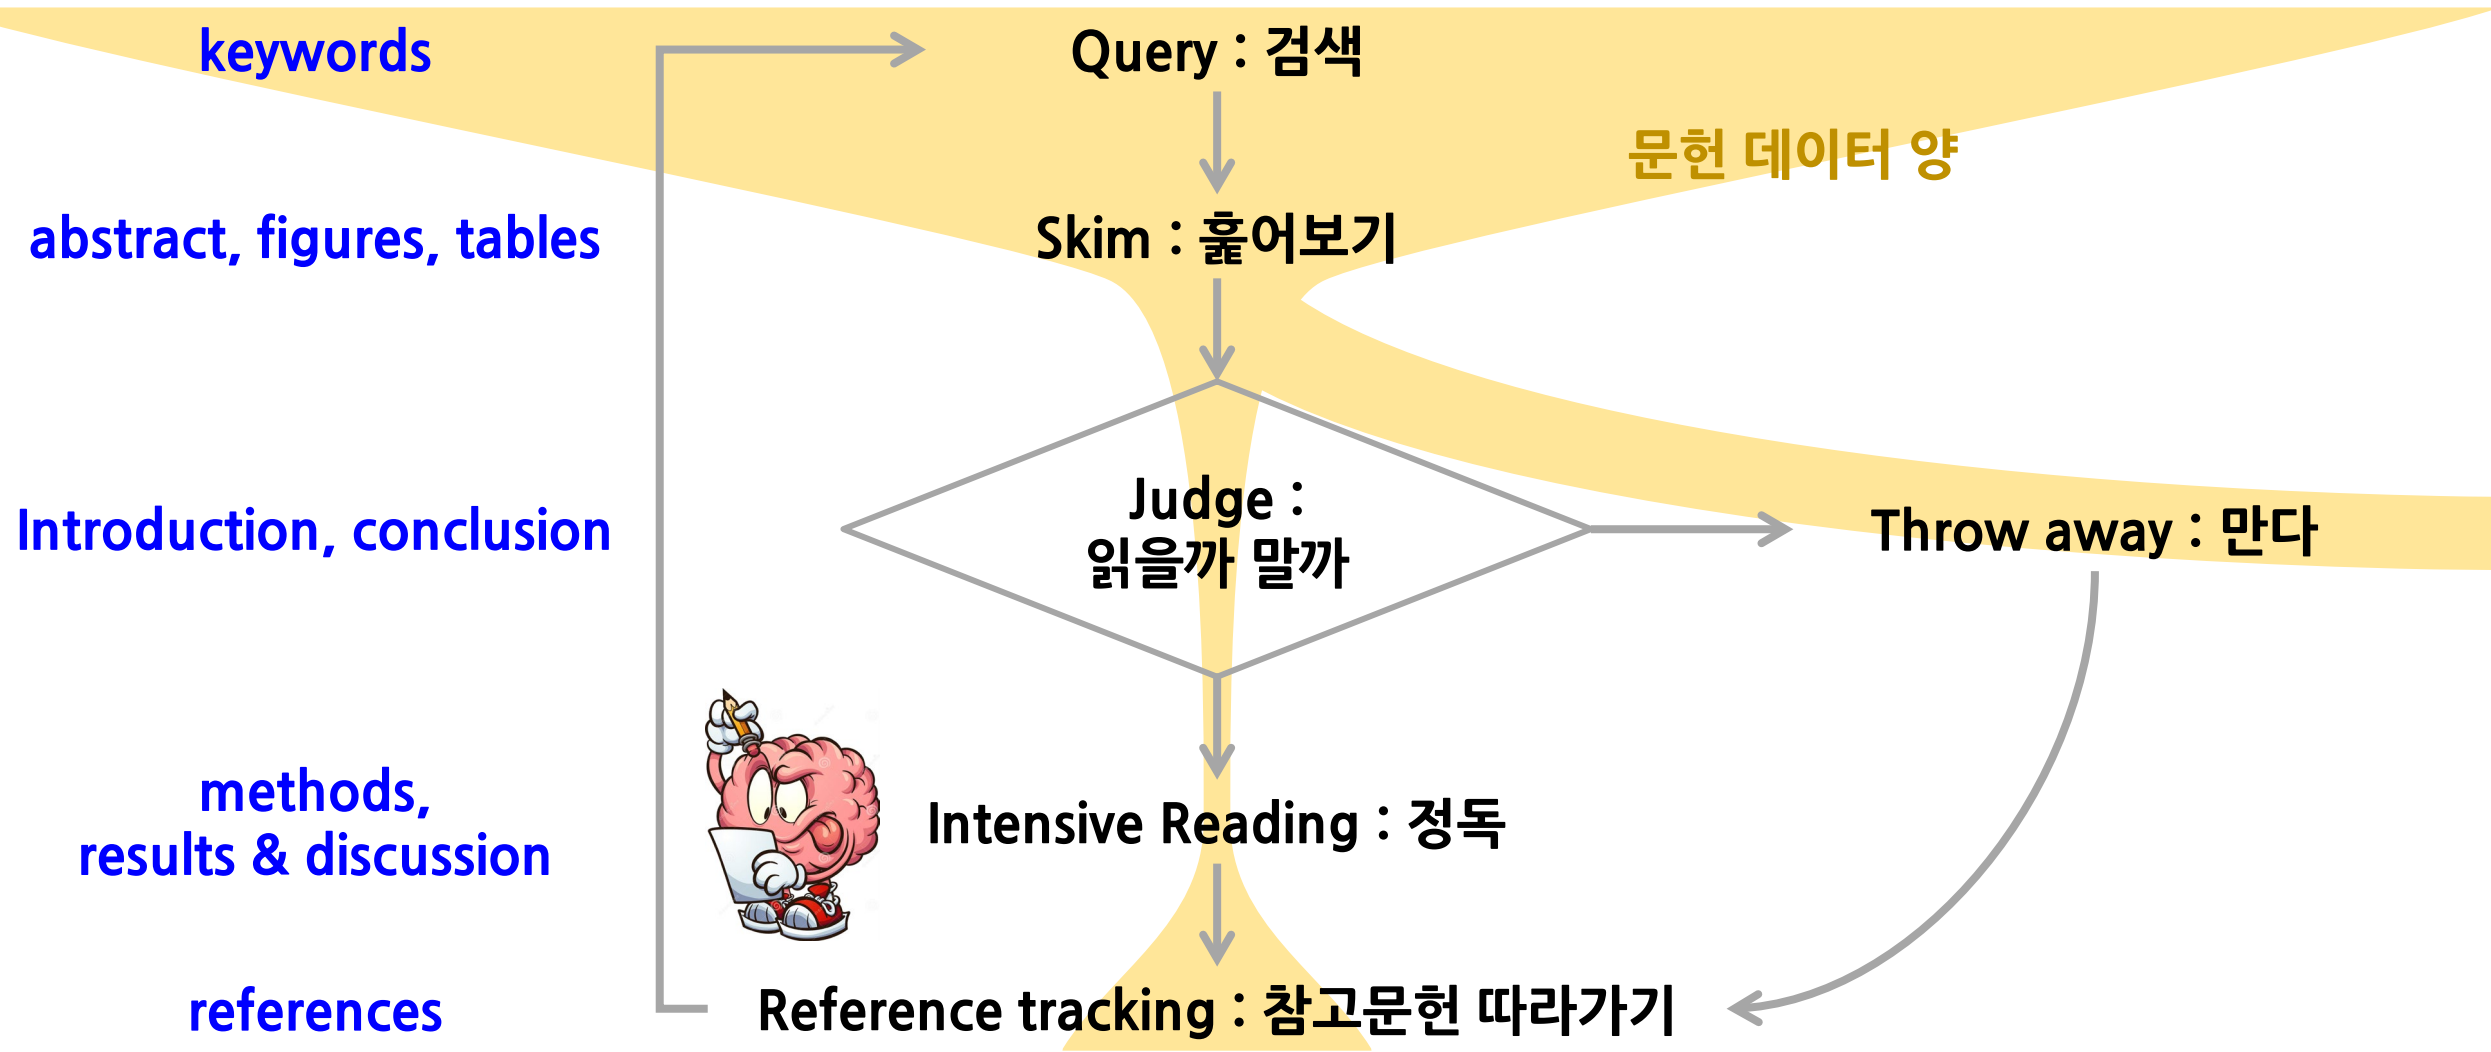 keywords
Query : 검색
문헌 데이터 양
abstract, figures, tables
Skim : 훑어보기
Introduction, conclusion
Judge :
읽을까 말까
Throw away : 만다
methods,
results & discussion
Intensive Reading : 정독
references
Reference tracking : 참고문헌 따라가기